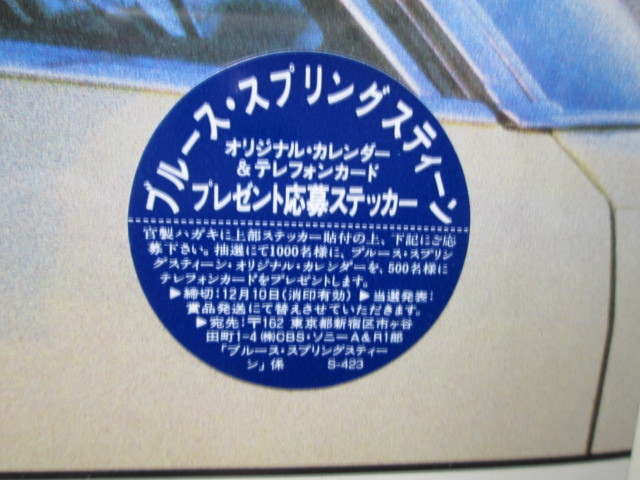 ブルース・スプリングスティーン
オリジナル・カレンダー
&テレフォンカード
プレゼント応募ステッカー
官製ハガキに上部ステッカー貼付の上、下記にご応
募下さい。抽選にて1000名様に、ブルース・スプリン
グスティーン・オリジナル・カレンダーを、500名様に
テレフォンカードをプレゼントします。
▶締切:12月10日(消印有効) ▶当選発表:
賞品発送にて替えさせていただきます。
▶宛先:〒162 東京都新宿区市ヶ谷
田町1-4 ㈱CBS・ソニーA&R1部
「ブルース・スプリングスティー
ン」係 S-423